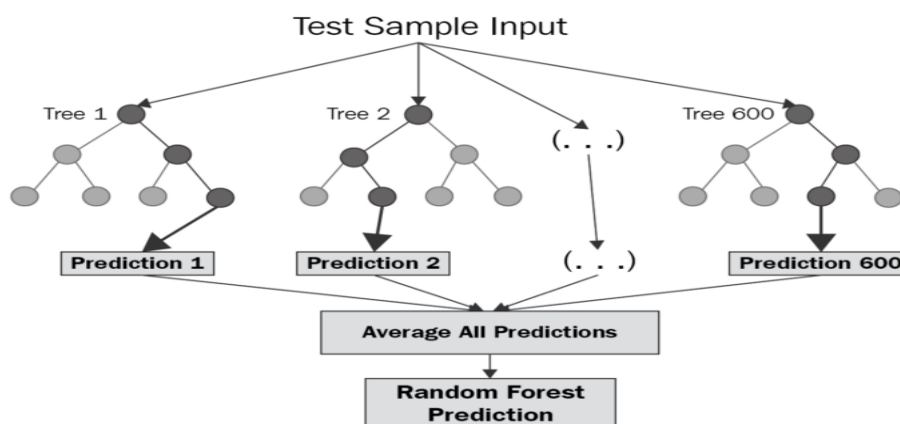 Test Sample Input
Tree 1
Tree 2
(. . .)
Tree 600
Prediction 1
Prediction 2
(. . .)
Prediction 600
Average All Predictions
Random Forest
Prediction